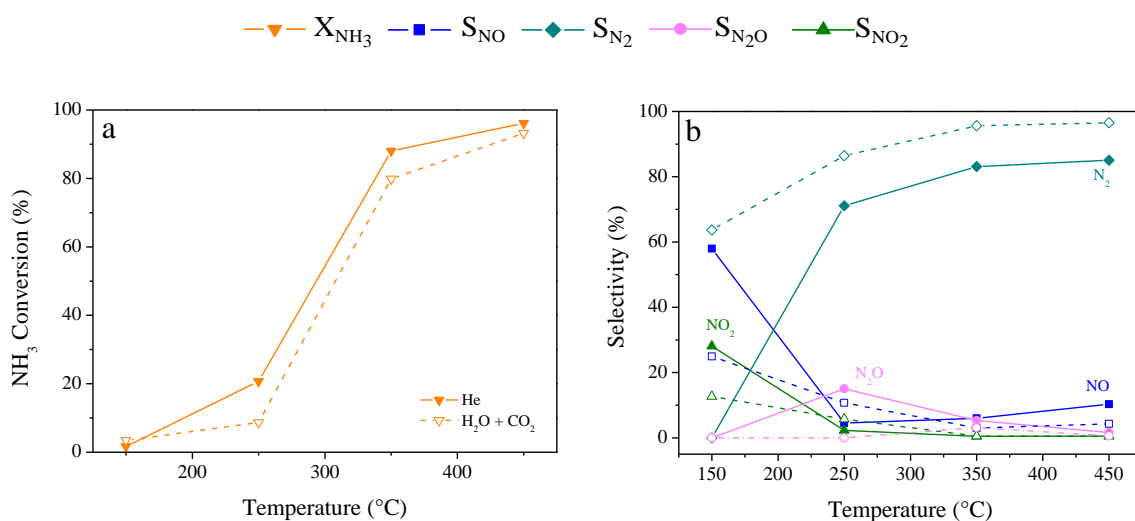 X_NH3 S_NO S_N2 S_N2O S_NO2
a
100
80
60
40
20
0
NH3 Conversion (%)
He
H2O + CO2
200 300 400
Temperature (°C)
b
100
80
60
40
20
0
Selectivity (%)
N2
NO2
N2O
NO
150 200 250 300 350 400 450
Temperature (°C)